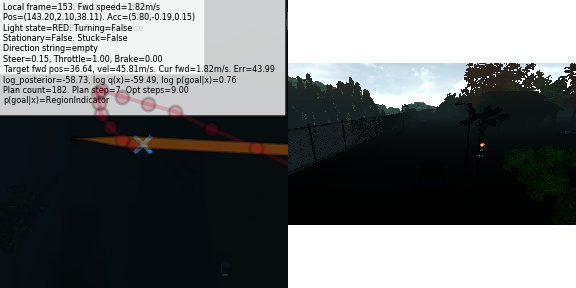 Local frame=153. Fwd speed=1.82m/s
Pos=(143.20,2.10,38.11). Acc=(5.80,-0.19,0.15)
Light state=RED. Turning=False
Stationary=False. Stuck=False
Direction string=empty
Steer=0.15, Throttle=1.00, Brake=0.00
Target fwd pos=36.64, vel=45.81m/s. Cur fwd=1.82m/s. Err=43.99
log_posterior=-58.73, log q(x)=-59.49, log p(goal|x)=0.76
Plan count=182. Plan step=7. Opt steps=9.00
p(goal|x)=RegionIndicator